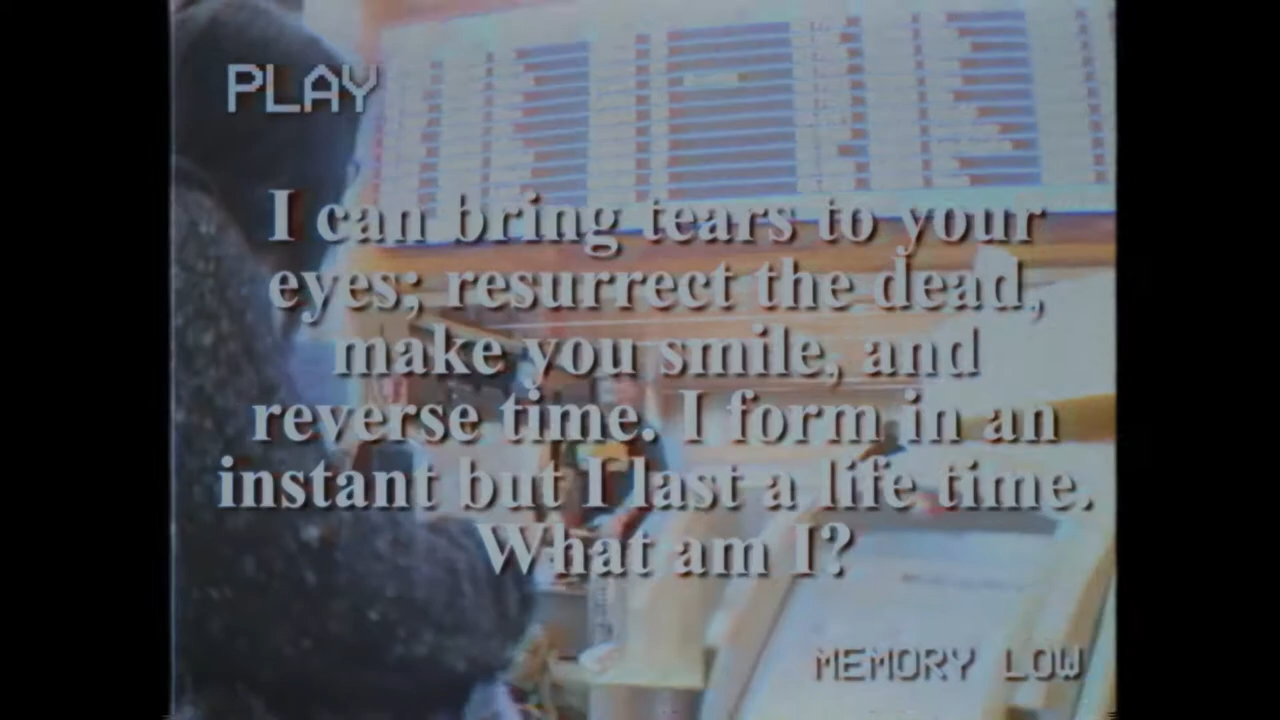 PLAY
I can bring tears to your
eyes; resurrect the dead,
make you smile, and
reverse time. I form in an
instant but I last a life time.
What am I?
MEMORY LOW